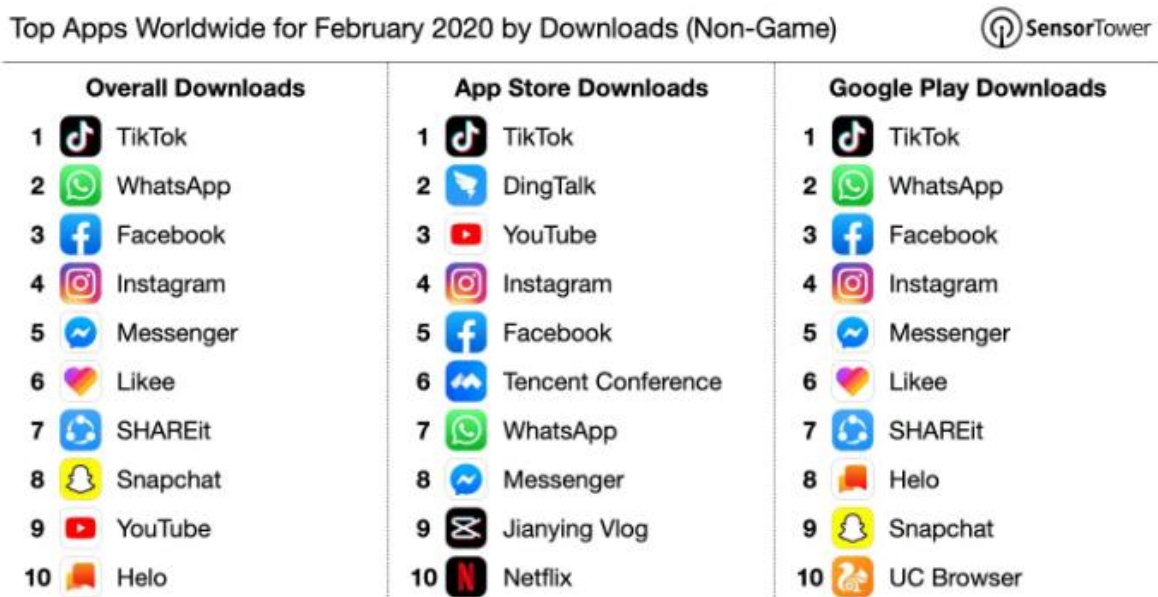 Top Apps Worldwide for February 2020 by Downloads (Non-Game)
SensorTower
Overall Downloads
1 TikTok
2 WhatsApp
3 Facebook
4 Instagram
5 Messenger
6 Likee
7 SHAREit
8 Snapchat
9 YouTube
10 Helo
App Store Downloads
1 TikTok
2 DingTalk
3 YouTube
4 Instagram
5 Facebook
6 Tencent Conference
7 WhatsApp
8 Messenger
9 Jianying Vlog
10 Netflix
Google Play Downloads
1 TikTok
2 WhatsApp
3 Facebook
4 Instagram
5 Messenger
6 Likee
7 SHAREit
8 Helo
9 Snapchat
10 UC Browser